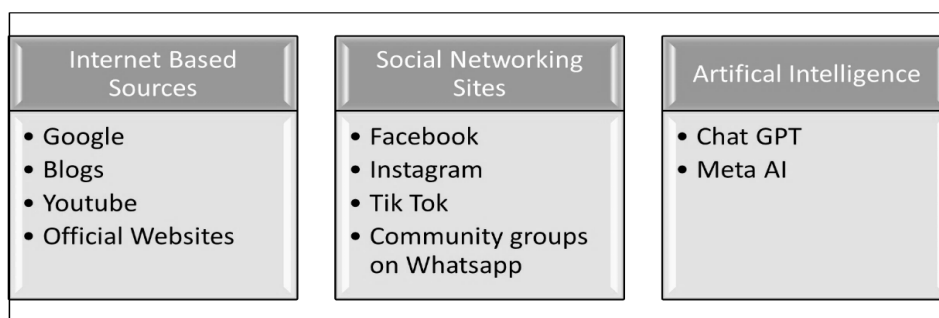 Internet Based
Sources
• Google
• Blogs
• Youtube
• Official Websites
Social Networking
Sites
• Facebook
• Instagram
• Tik Tok
• Community groups
on Whatsapp
Artifical Intelligence
• Chat GPT
• Meta AI